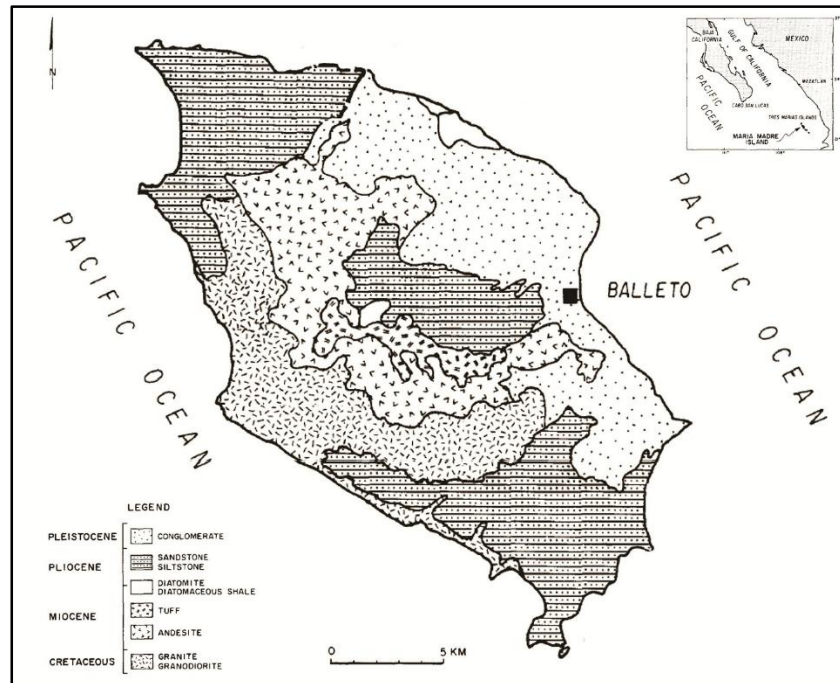 N
BAJA
CALIFORNIA
GULF OF CALIFORNIA
MEXICO
MAZATLAN
PACIFIC OCEAN
CABO SAN LUCAS
TRES MARIAS ISLANDS
MARIA MADRE
ISLAND
PACIFIC OCEAN
PACIFIC OCEAN
BALLETO
LEGEND
PLEISTOCENE
CONGLOMERATE
PLIOCENE
SANDSTONE
SILTSTONE
DIATOMITE
DIATOMACEOUS SHALE
MIOCENE
TUFF
ANDESITE
CRETACEOUS
GRANITE
GRANODIORITE
0 5 KM